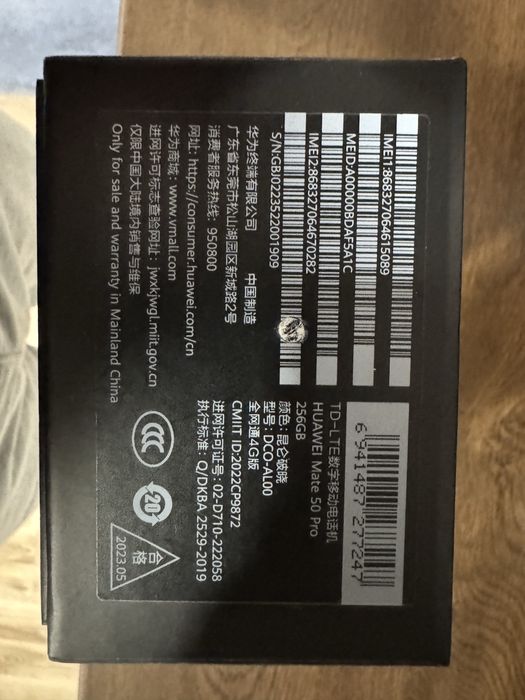 TD-LTE数字移动电话机
HUAWEI Mate 50 Pro
256GB
颜色: 昆仑破晓
型号: DCO-AL00
全网通4G版
CMIIT ID:2022CP9872
进网许可证号: 02-D710-222058
执行标准: Q/DKBA 2529-2019
6 941487 277247
IMEI1:868327064615089
MEID:A00000BDAF5A1C
IMEI2:868327064670282
S/N:GBJ0223522001909
华为终端有限公司 中国制造
广东省东莞市松山湖园区新城路2号
消费者服务热线: 950800
网址: https://consumer.huawei.com/cn
华为商城: www.vmall.com
进网许可标志查验网址: jwxkjwgl.miit.gov.cn
仅限中国大陆境内销售与维保
Only for sale and warranty in Mainland China
CCC
20
合格
2023.05